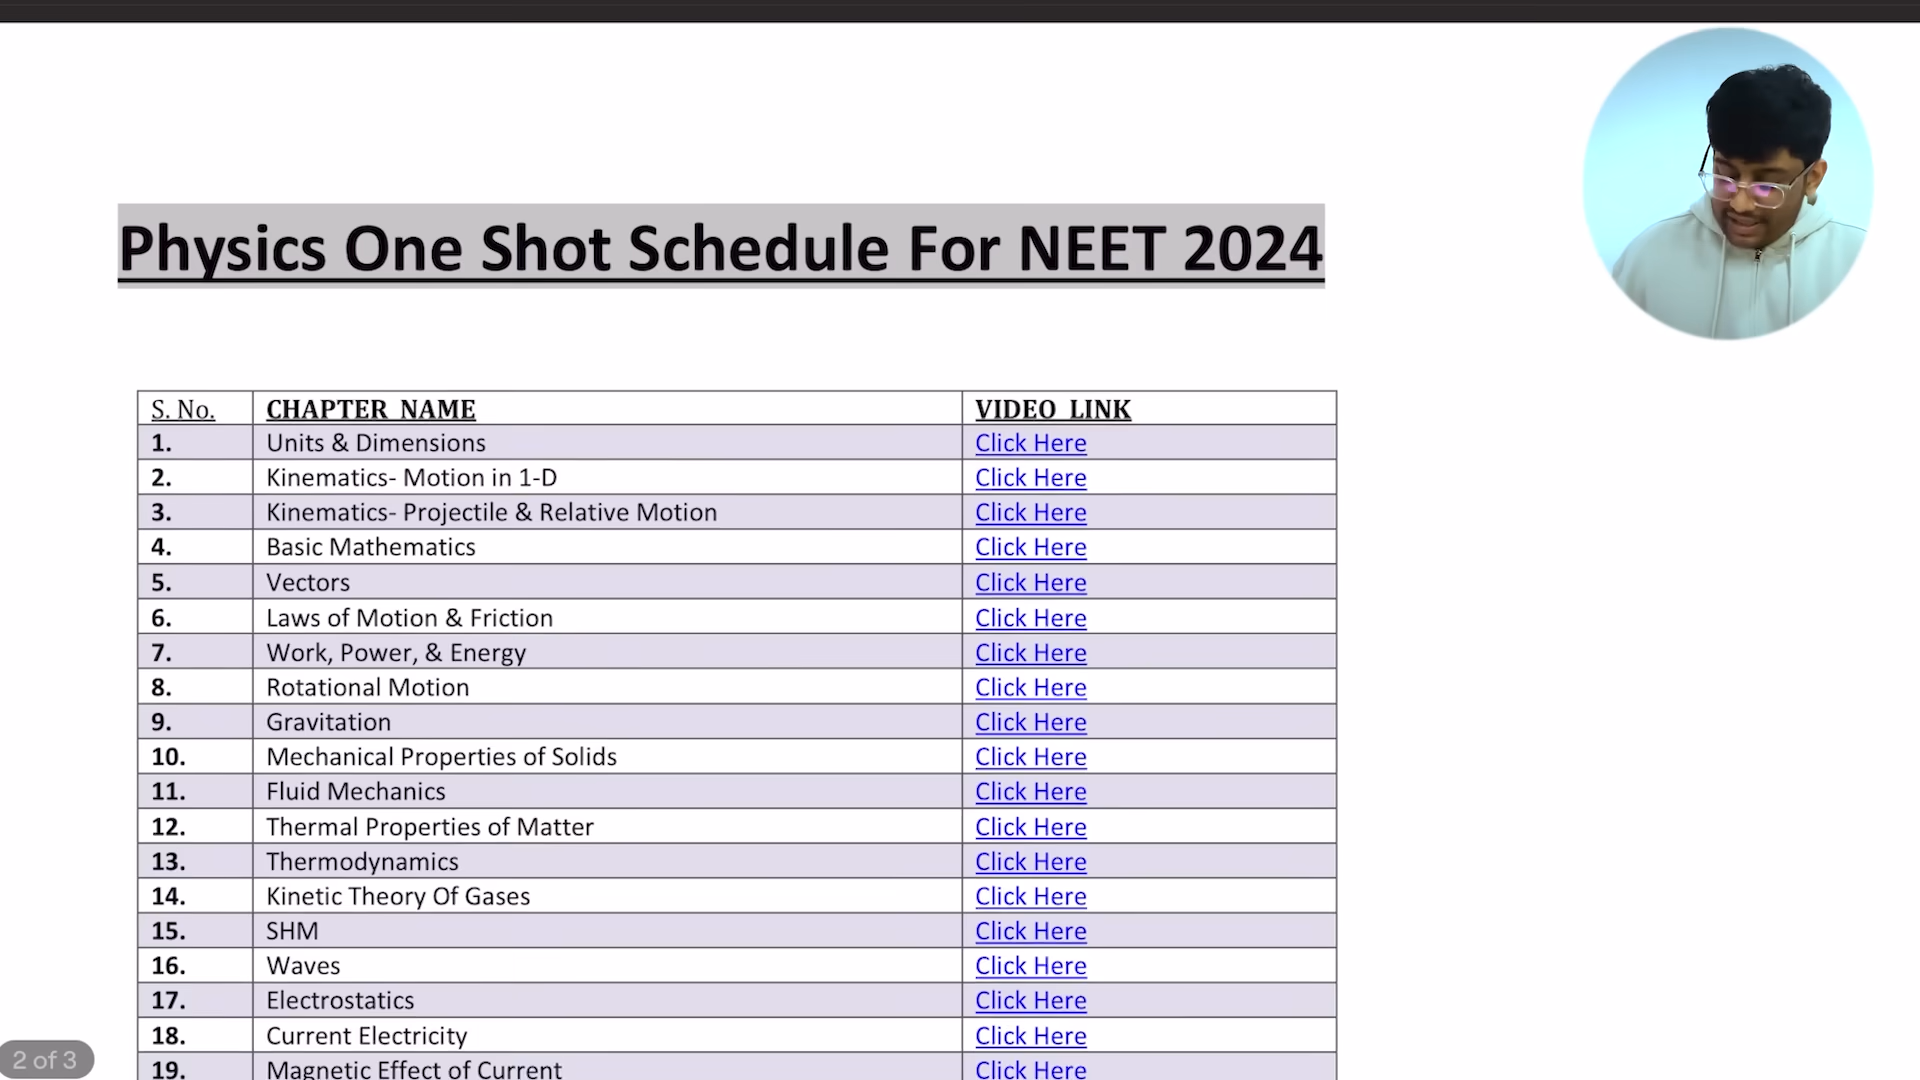 Physics One Shot Schedule For NEET 2024
S. No. CHAPTER NAME VIDEO LINK
1. Units & Dimensions Click Here
2. Kinematics- Motion in 1-D Click Here
3. Kinematics- Projectile & Relative Motion Click Here
4. Basic Mathematics Click Here
5. Vectors Click Here
6. Laws of Motion & Friction Click Here
7. Work, Power, & Energy Click Here
8. Rotational Motion Click Here
9. Gravitation Click Here
10. Mechanical Properties of Solids Click Here
11. Fluid Mechanics Click Here
12. Thermal Properties of Matter Click Here
13. Thermodynamics Click Here
14. Kinetic Theory Of Gases Click Here
15. SHM Click Here
16. Waves Click Here
17. Electrostatics Click Here
18. Current Electricity Click Here
19. Magnetic Effect of Current Click Here
2 of 3